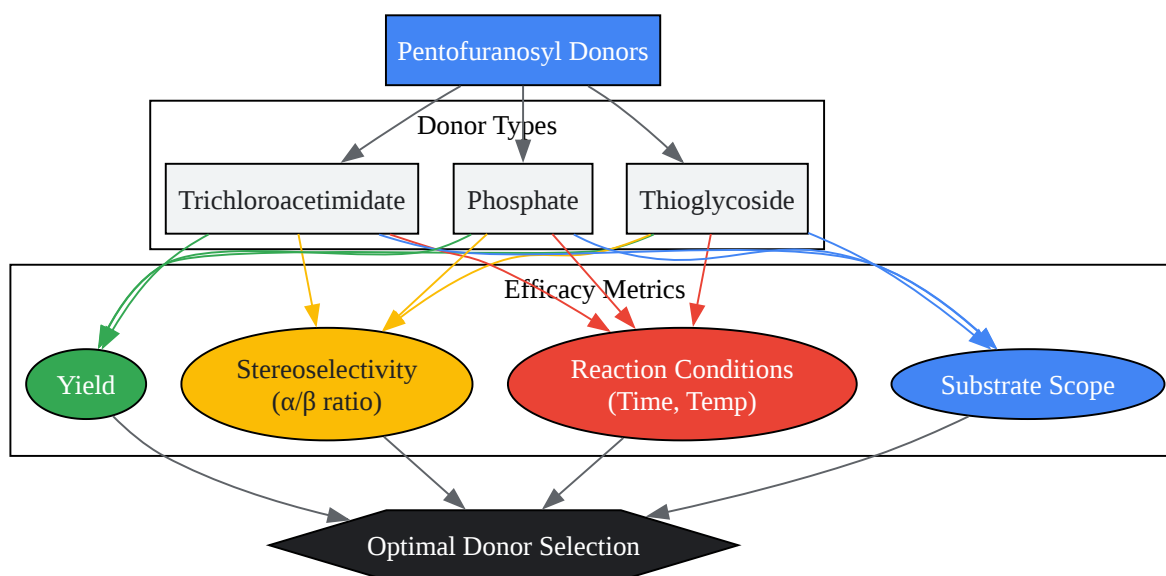 Pentofuranosyl Donors
Donor Types
Trichloroacetimidate
Phosphate
Thioglycoside
Efficacy Metrics
Yield
Stereoselectivity
(α/β ratio)
Reaction Conditions
(Time, Temp)
Substrate Scope
Optimal Donor Selection